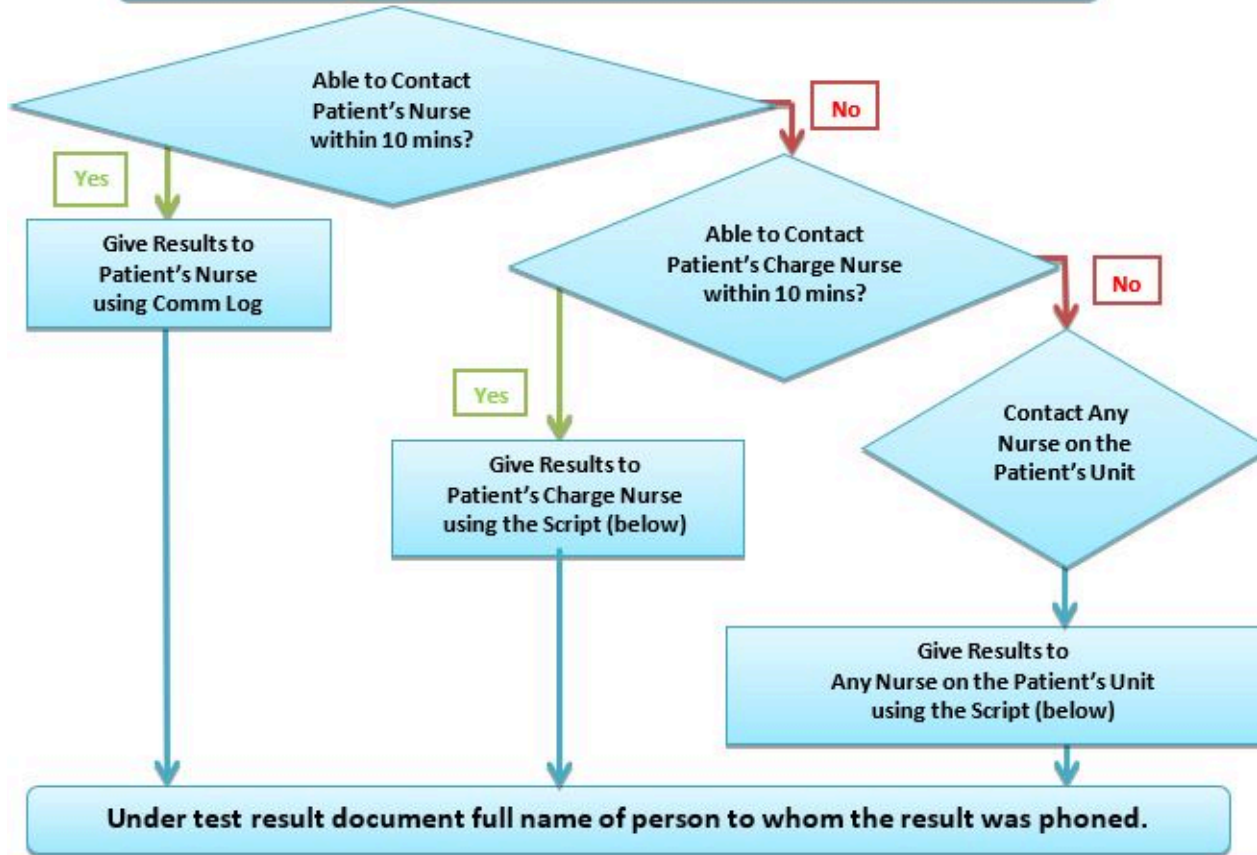 Able to Contact
Patient's Nurse
within 10 mins?
No
Yes
Give Results to
Patient's Nurse
using Comm Log
Able to Contact
Patient's Charge Nurse
within 10 mins?
No
Yes
Give Results to
Patient's Charge Nurse
using the Script (below)
Contact Any
Nurse on the
Patient's Unit
Give Results to
Any Nurse on the Patient's Unit
using the Script (below)
Under test result document full name of person to whom the result was phoned.